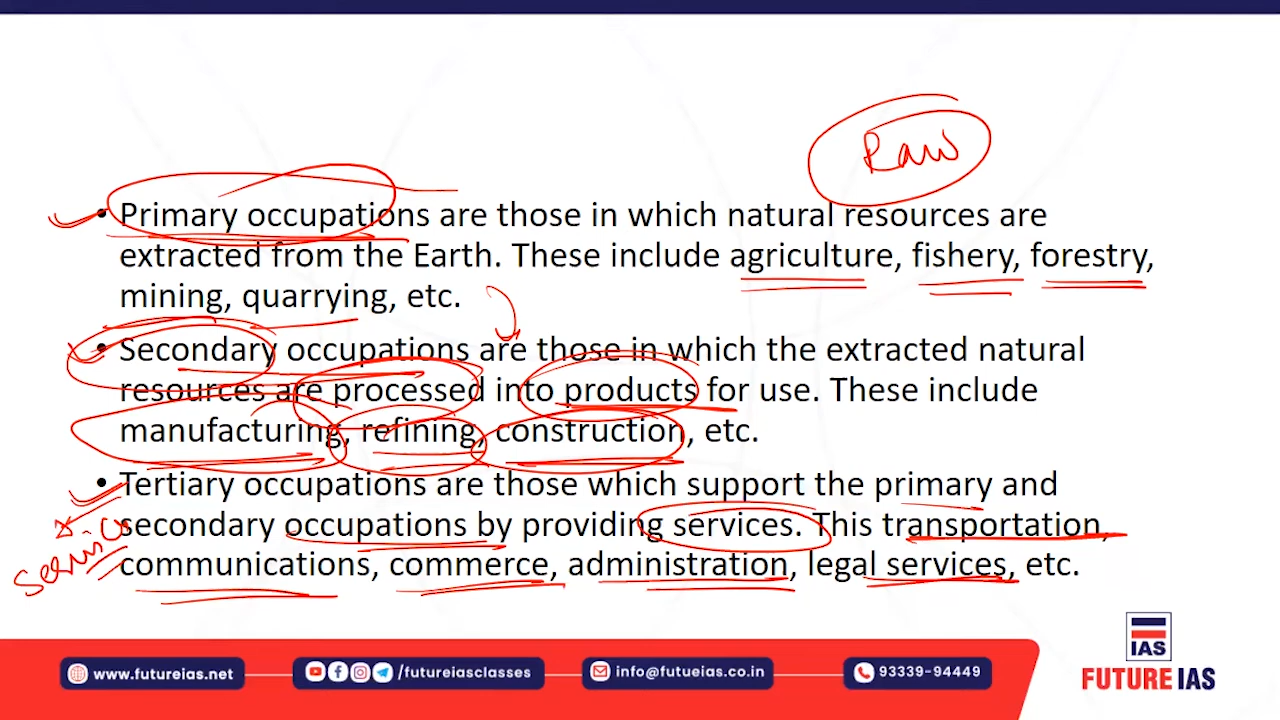 Raw
• Primary occupations are those in which natural resources are
extracted from the Earth. These include agriculture, fishery, forestry,
mining, quarrying, etc.
• Secondary occupations are those in which the extracted natural
resources are processed into products for use. These include
manufacturing, refining, construction, etc.
• Tertiary occupations are those which support the primary and
secondary occupations by providing services. This transportation,
communications, commerce, administration, legal services, etc.
IAS
www.futureias.net
/futureiasclasses
info@futueias.co.in
93339-94449
FUTURE IAS